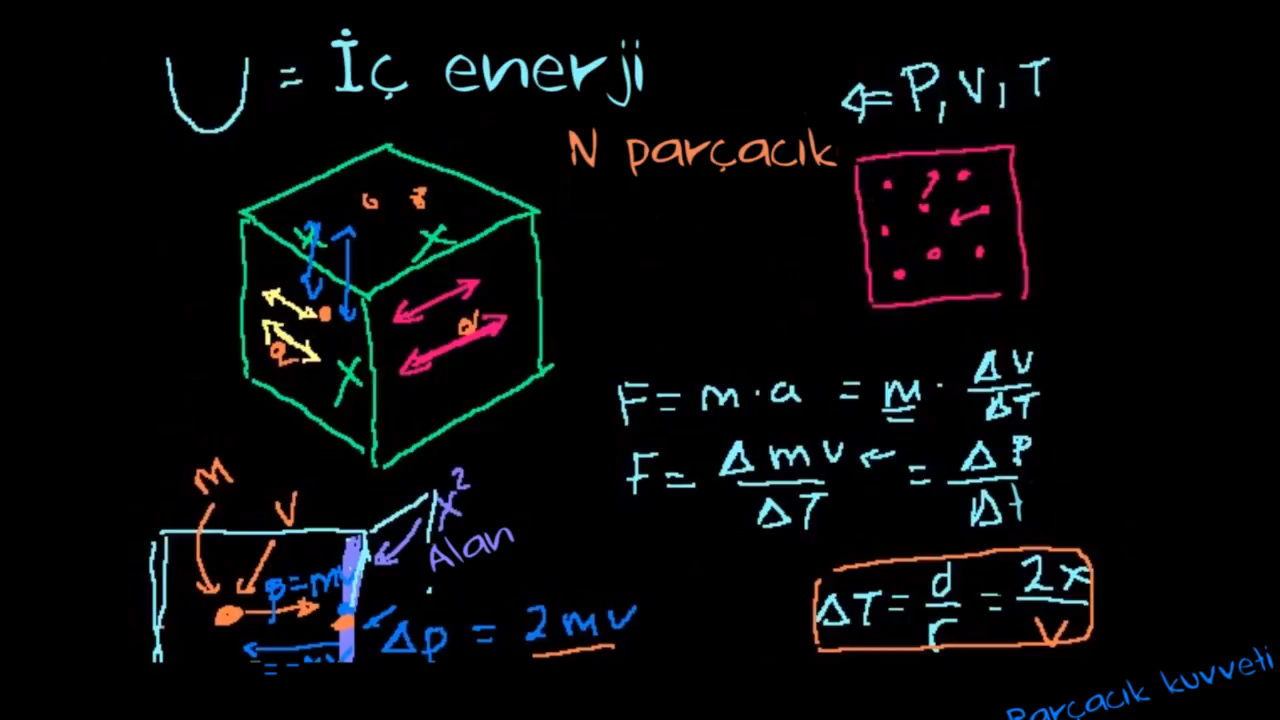 U = İç enerji
⇐ P, V, T
N parçacık
x
x
x
F = m · a = m · ΔV/ΔT
F = Δmv/ΔT ← = Δp/Δt
m
V
x²
Alan
P=mv
Δp = 2mv
ΔT = d/r = 2x/V
Parçacık kuvveti